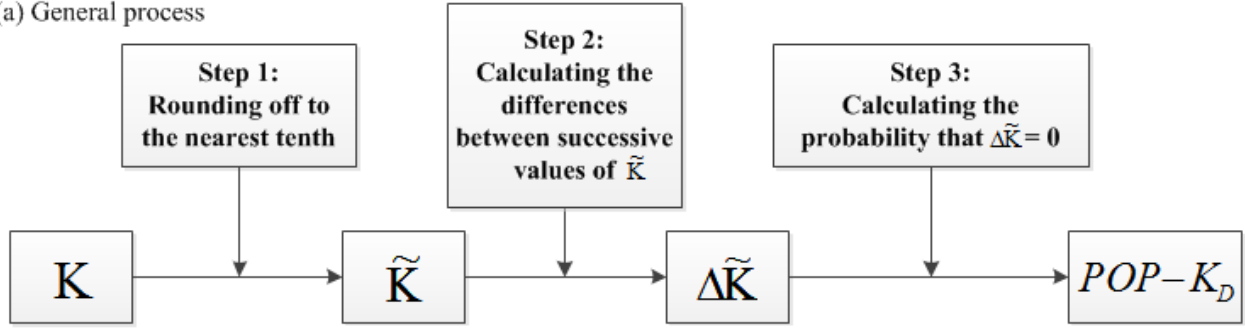 (a) General process
Step 1:
Rounding off to
the nearest tenth
Step 2:
Calculating the
differences
between successive
values of K̃
Step 3:
Calculating the
probability that ΔK̃ = 0
K
K̃
ΔK̃
POP−K_D